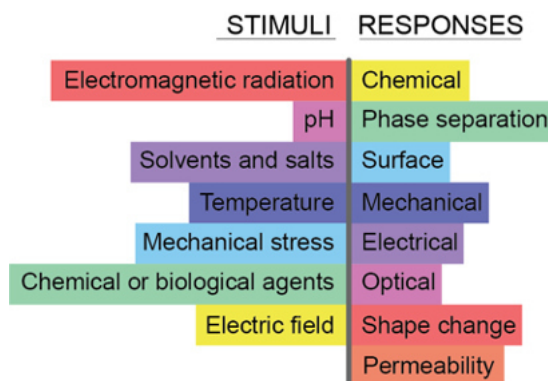 STIMULI RESPONSES
Electromagnetic radiation Chemical
pH Phase separation
Solvents and salts Surface
Temperature Mechanical
Mechanical stress Electrical
Chemical or biological agents Optical
Electric field Shape change
Permeability